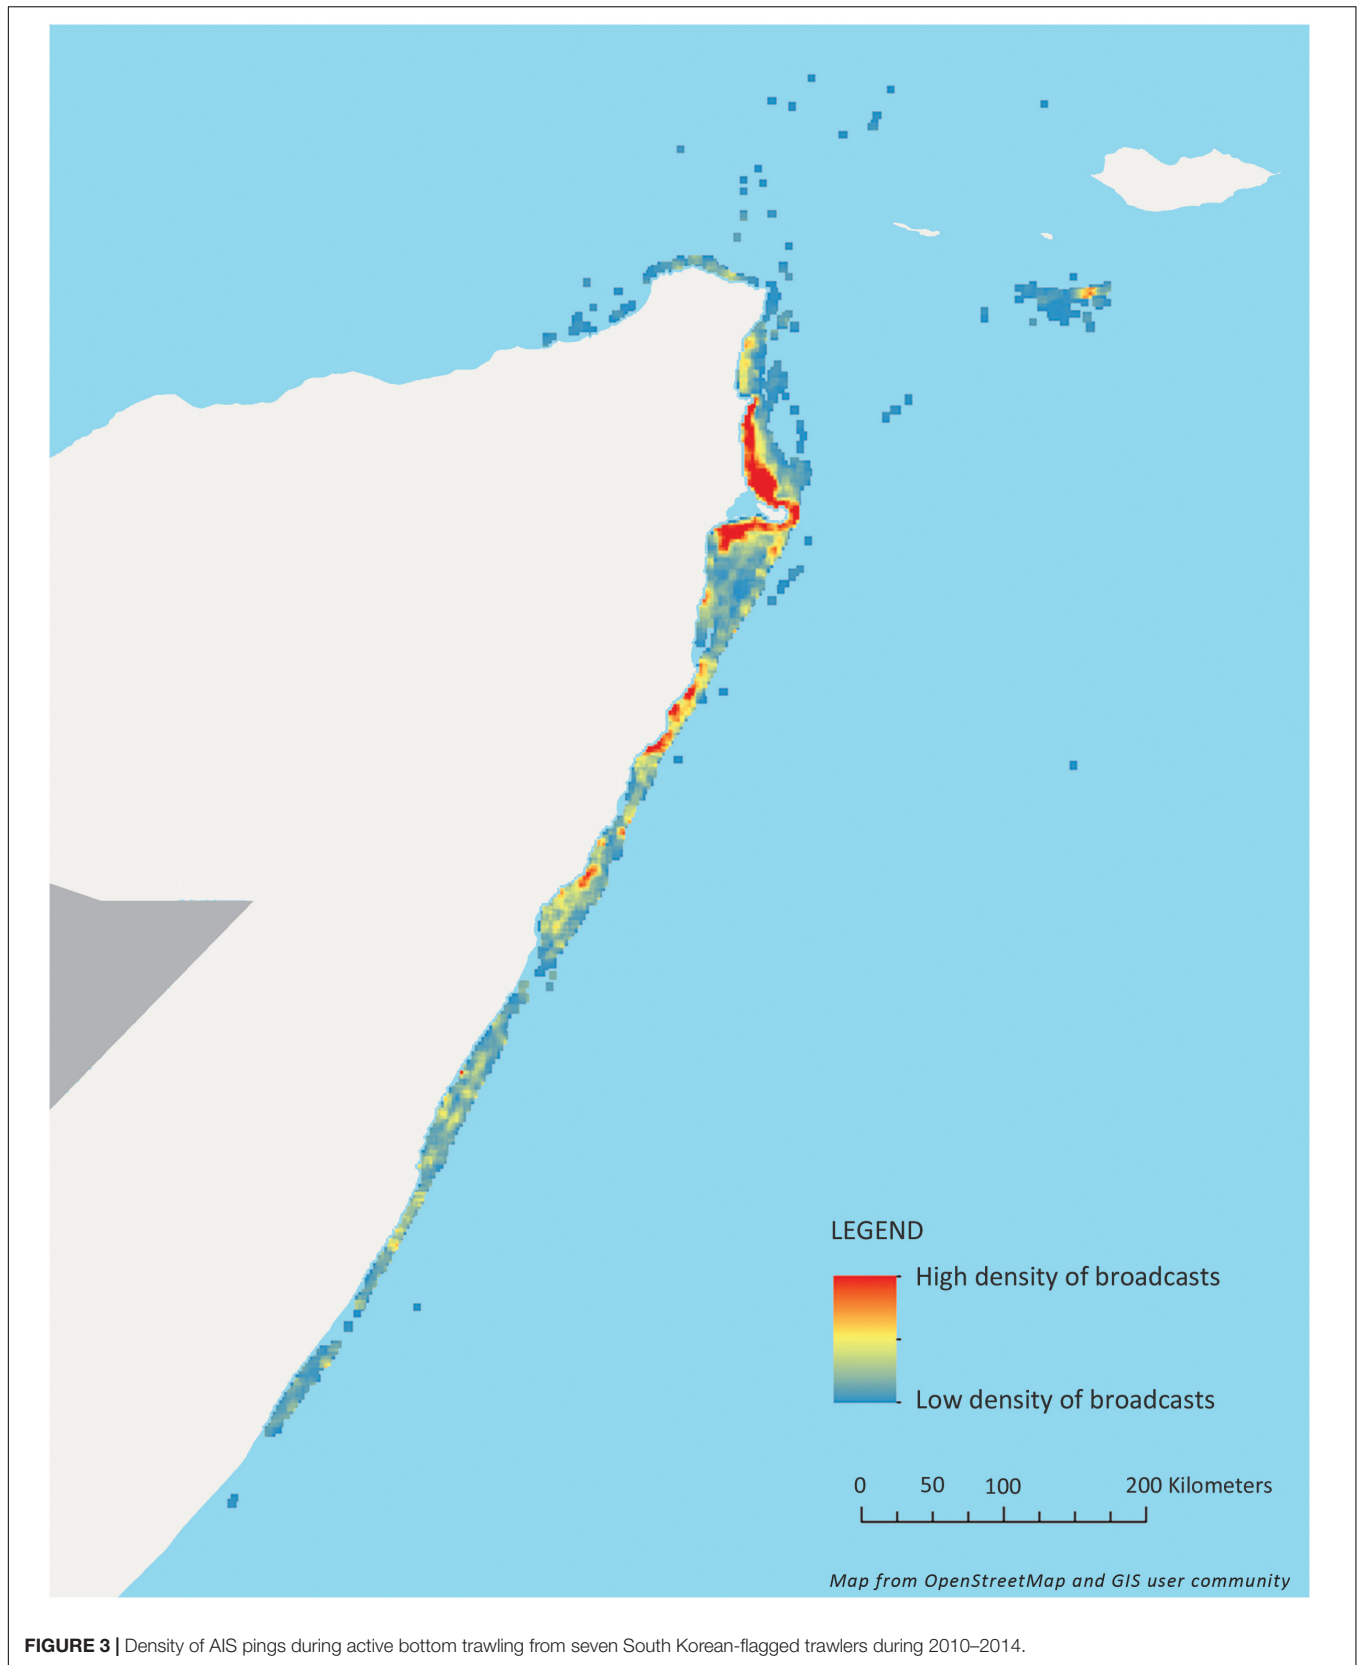 LEGEND
High density of broadcasts
Low density of broadcasts
0 50 100 200 Kilometers
Map from OpenStreetMap and GIS user community
FIGURE 3 | Density of AIS pings during active bottom trawling from seven South Korean-flagged trawlers during 2010–2014.